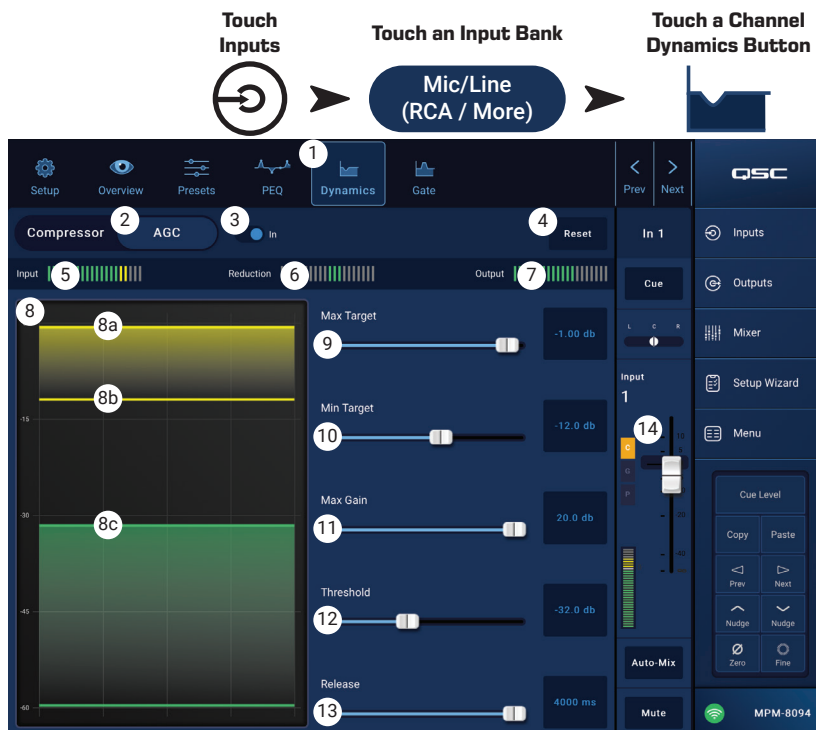 Touch
Inputs
Touch an Input Bank
Touch a Channel
Dynamics Button
Mic/Line
(RCA / More)
1
Setup
Overview
Presets
PEQ
Dynamics
Gate
Prev
Next
QSC
Compressor
2
AGC
3
In
4
Reset
In 1
Inputs
Input
5
Reduction
6
Output
7
Cue
Outputs
8
8a
8b
8c
-15
-30
-45
-60
Max Target
9
-1.00 db
Min Target
10
-12.0 db
Max Gain
11
20.0 db
Threshold
12
-32.0 db
Release
13
4000 ms
L C R
Input
1
14
10
5
C
G
P
-20
-40
Auto-Mix
Mute
Mixer
Setup Wizard
Menu
Cue Level
Copy
Paste
Prev
Next
Nudge
Nudge
Zero
Fine
MPM-8094